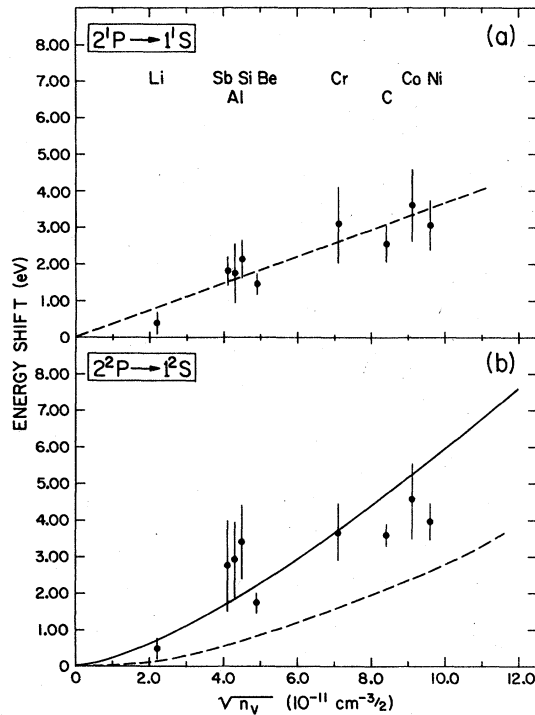 8.00
2¹P → 1¹S
(a)
7.00
Li
Sb Si Be
Cr
Co Ni
Al
C
6.00
5.00
4.00
3.00
2.00
1.00
0
ENERGY SHIFT (eV)
2²P → 1²S
(b)
8.00
7.00
6.00
5.00
4.00
3.00
2.00
1.00
0
0
2.0
4.0
6.0
8.0
10.0
12.0
√n_v (10⁻¹¹ cm⁻³/²)